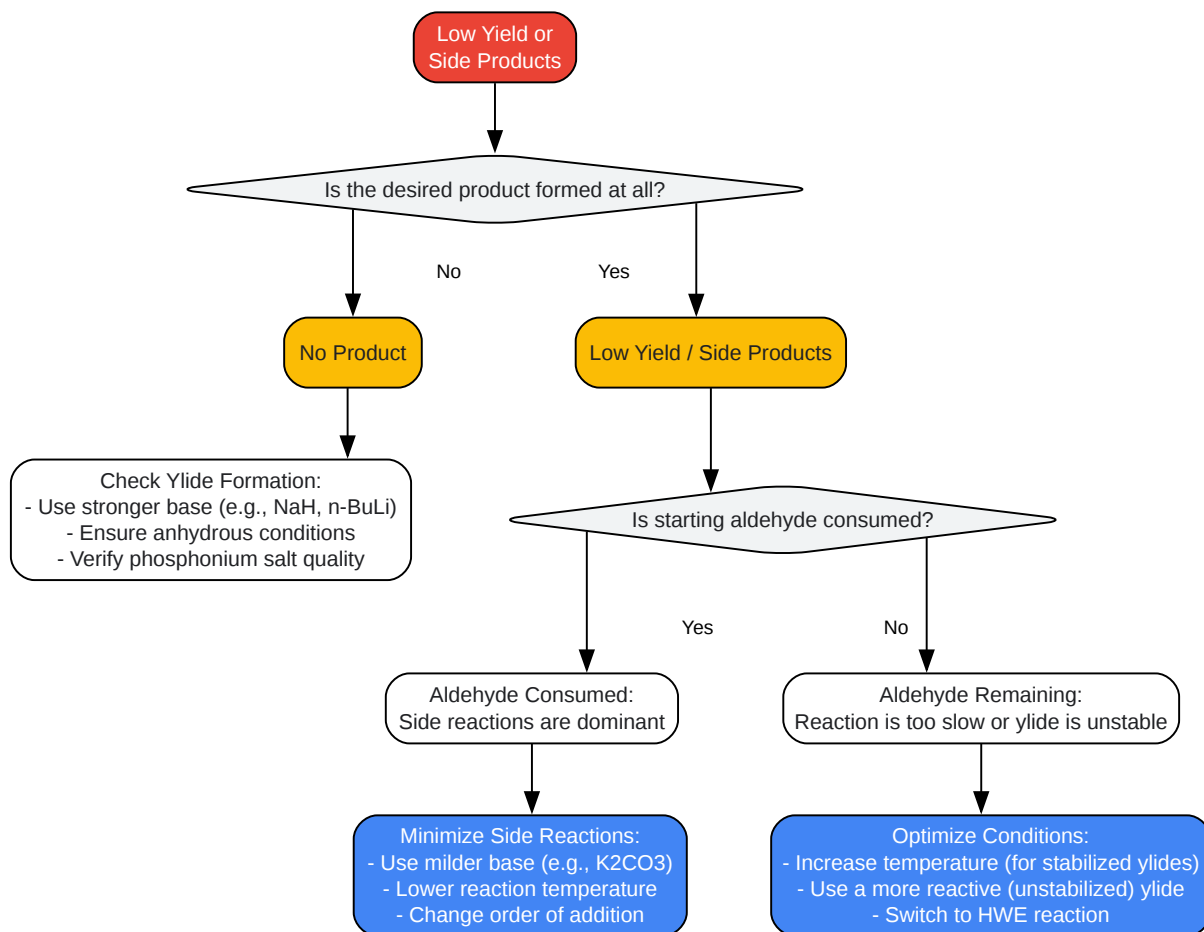 Low Yield or
Side Products
Is the desired product formed at all?
No
Yes
No Product
Low Yield / Side Products
Check Ylide Formation:
- Use stronger base (e.g., NaH, n-BuLi)
- Ensure anhydrous conditions
- Verify phosphonium salt quality
Is starting aldehyde consumed?
Yes
No
Aldehyde Consumed:
Side reactions are dominant
Aldehyde Remaining:
Reaction is too slow or ylide is unstable
Minimize Side Reactions:
- Use milder base (e.g., K2CO3)
- Lower reaction temperature
- Change order of addition
Optimize Conditions:
- Increase temperature (for stabilized ylides)
- Use a more reactive (unstabilized) ylide
- Switch to HWE reaction